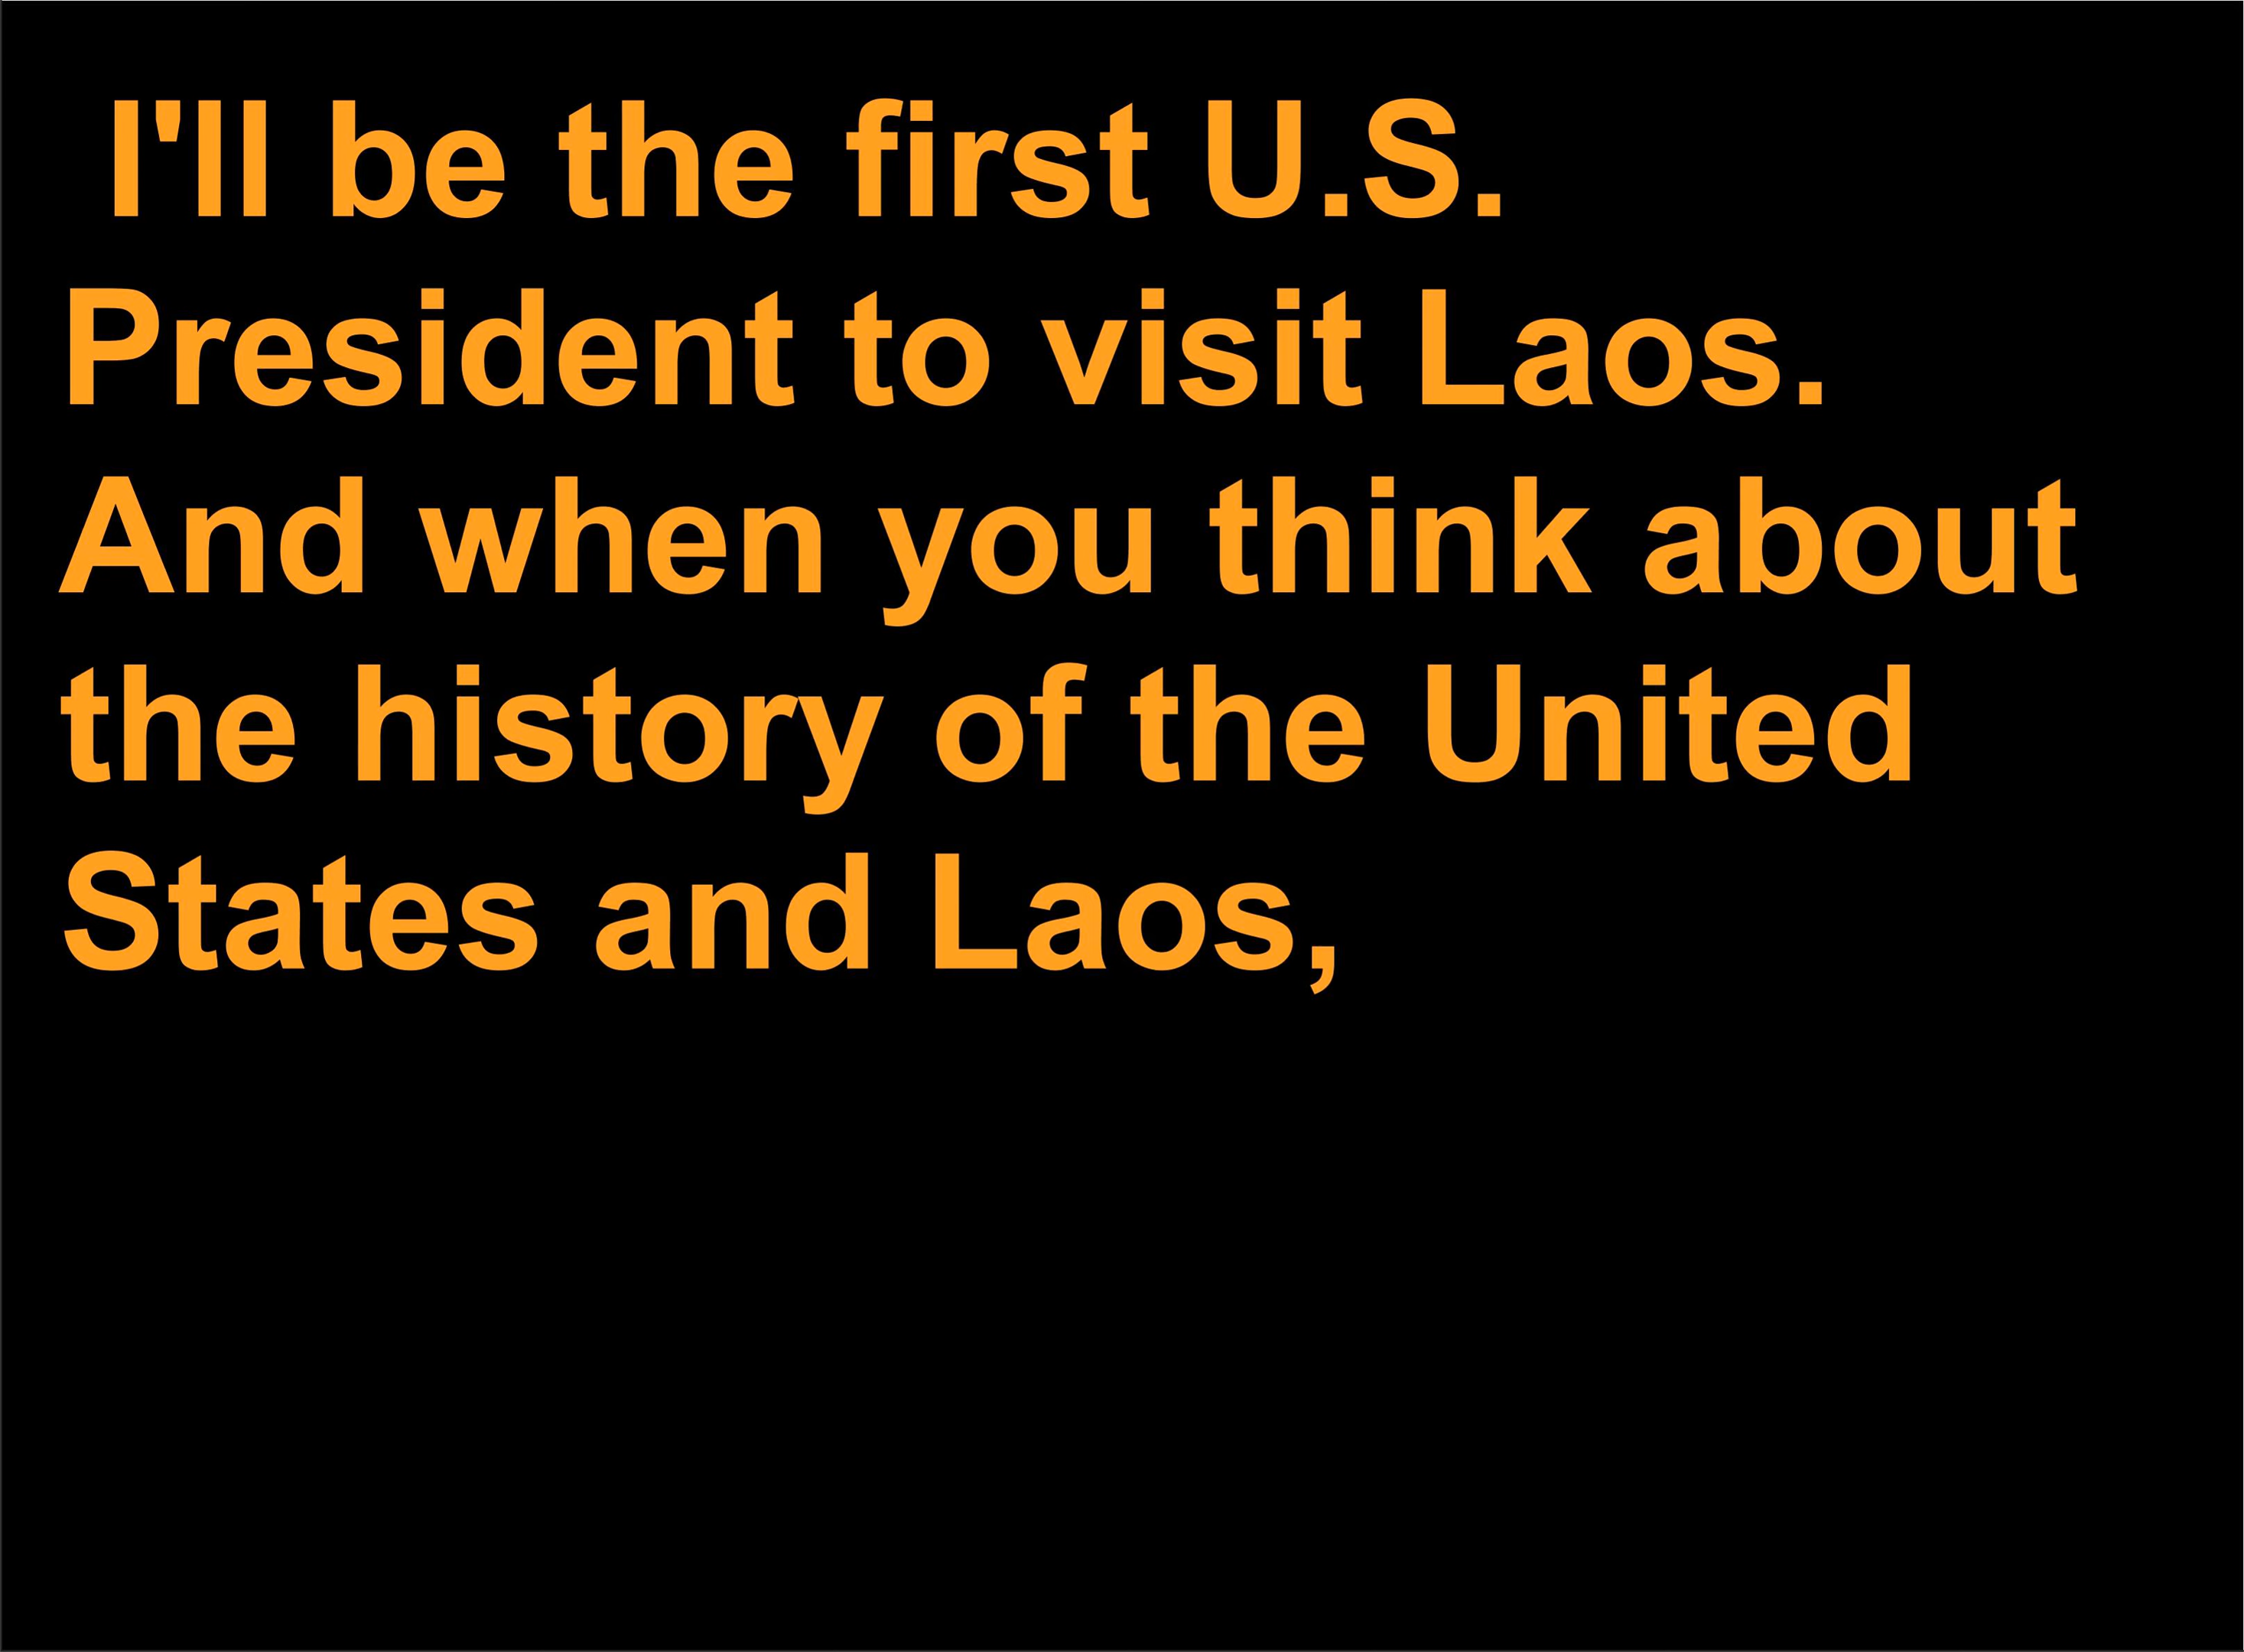 I'll be the first U.S.
President to visit Laos.
And when you think about
the history of the United
States and Laos,